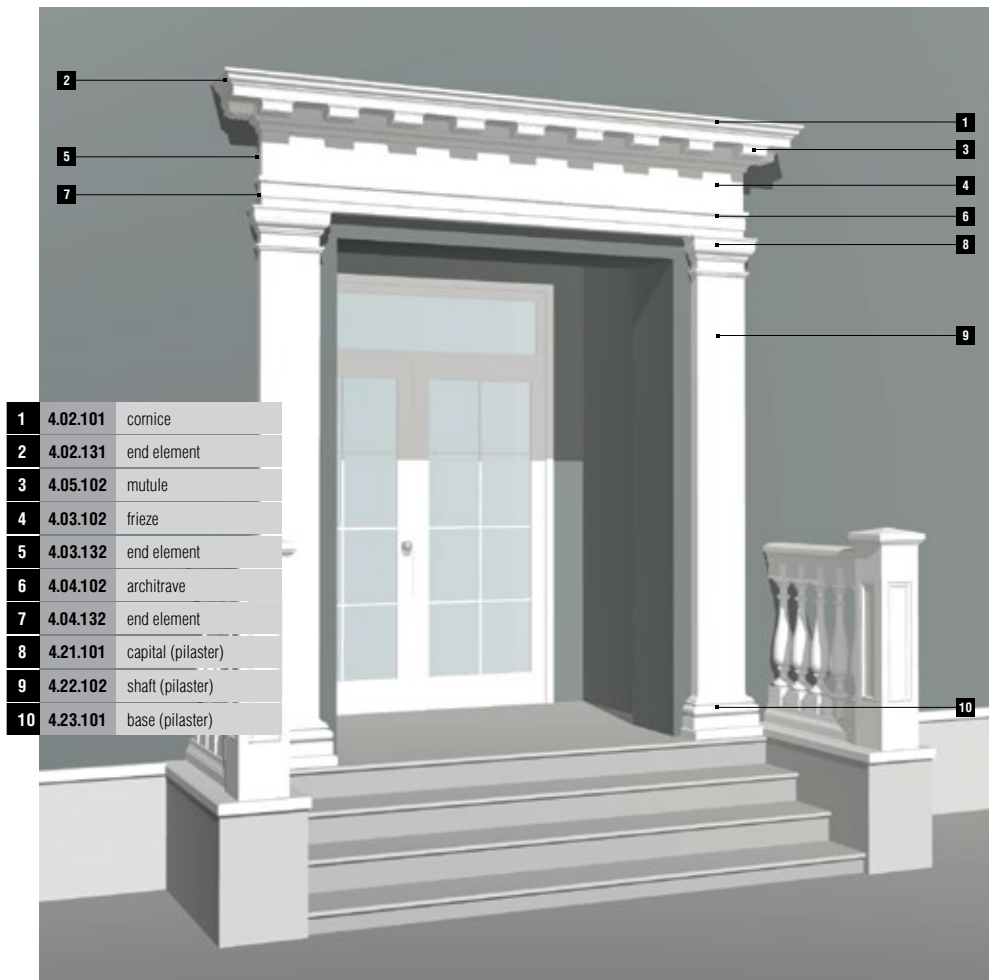 2
1
5
3
4
7
6
8
9
1 4.02.101 cornice
2 4.02.131 end element
3 4.05.102 mutule
4 4.03.102 frieze
5 4.03.132 end element
6 4.04.102 architrave
7 4.04.132 end element
8 4.21.101 capital (pilaster)
9 4.22.102 shaft (pilaster)
10 4.23.101 base (pilaster)
10